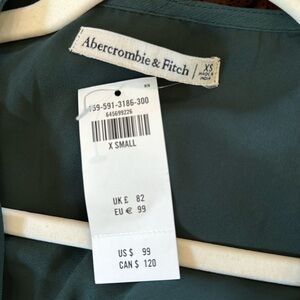 Abercrombie & Fitch
XS
MADE IN
INDIA
159-591-3186-300
645699226
X SMALL
UK £ 82
EU € 99
US $ 99
CAN $ 120